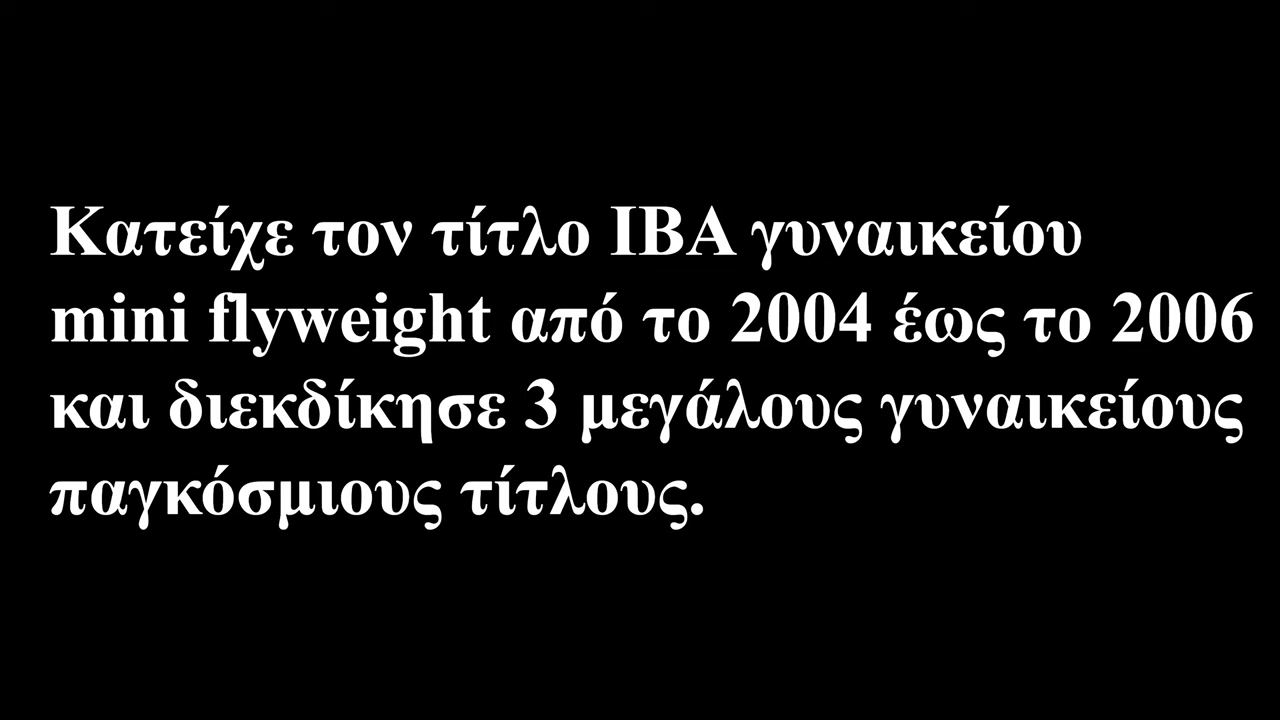 Κατείχε τον τίτλο IBA γυναικείου
mini flyweight από το 2004 έως το 2006
και διεκδίκησε 3 μεγάλους γυναικείους
παγκόσμιους τίτλους.